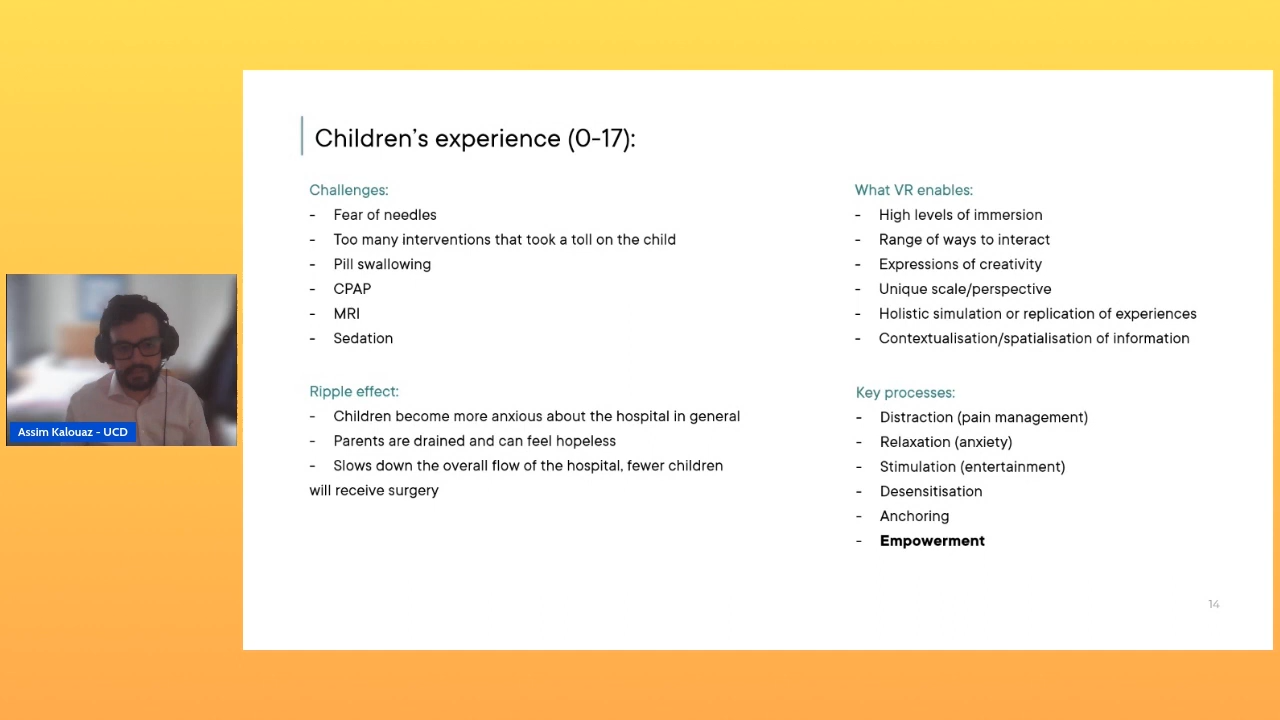 Children’s experience (0-17):
Challenges:
- Fear of needles
- Too many interventions that took a toll on the child
- Pill swallowing
- CPAP
- MRI
- Sedation
Ripple effect:
- Children become more anxious about the hospital in general
- Parents are drained and can feel hopeless
- Slows down the overall flow of the hospital, fewer children
will receive surgery
What VR enables:
- High levels of immersion
- Range of ways to interact
- Expressions of creativity
- Unique scale/perspective
- Holistic simulation or replication of experiences
- Contextualisation/spatialisation of information
Key processes:
- Distraction (pain management)
- Relaxation (anxiety)
- Stimulation (entertainment)
- Desensitisation
- Anchoring
- Empowerment
14
Assim Kalouaz - UCD